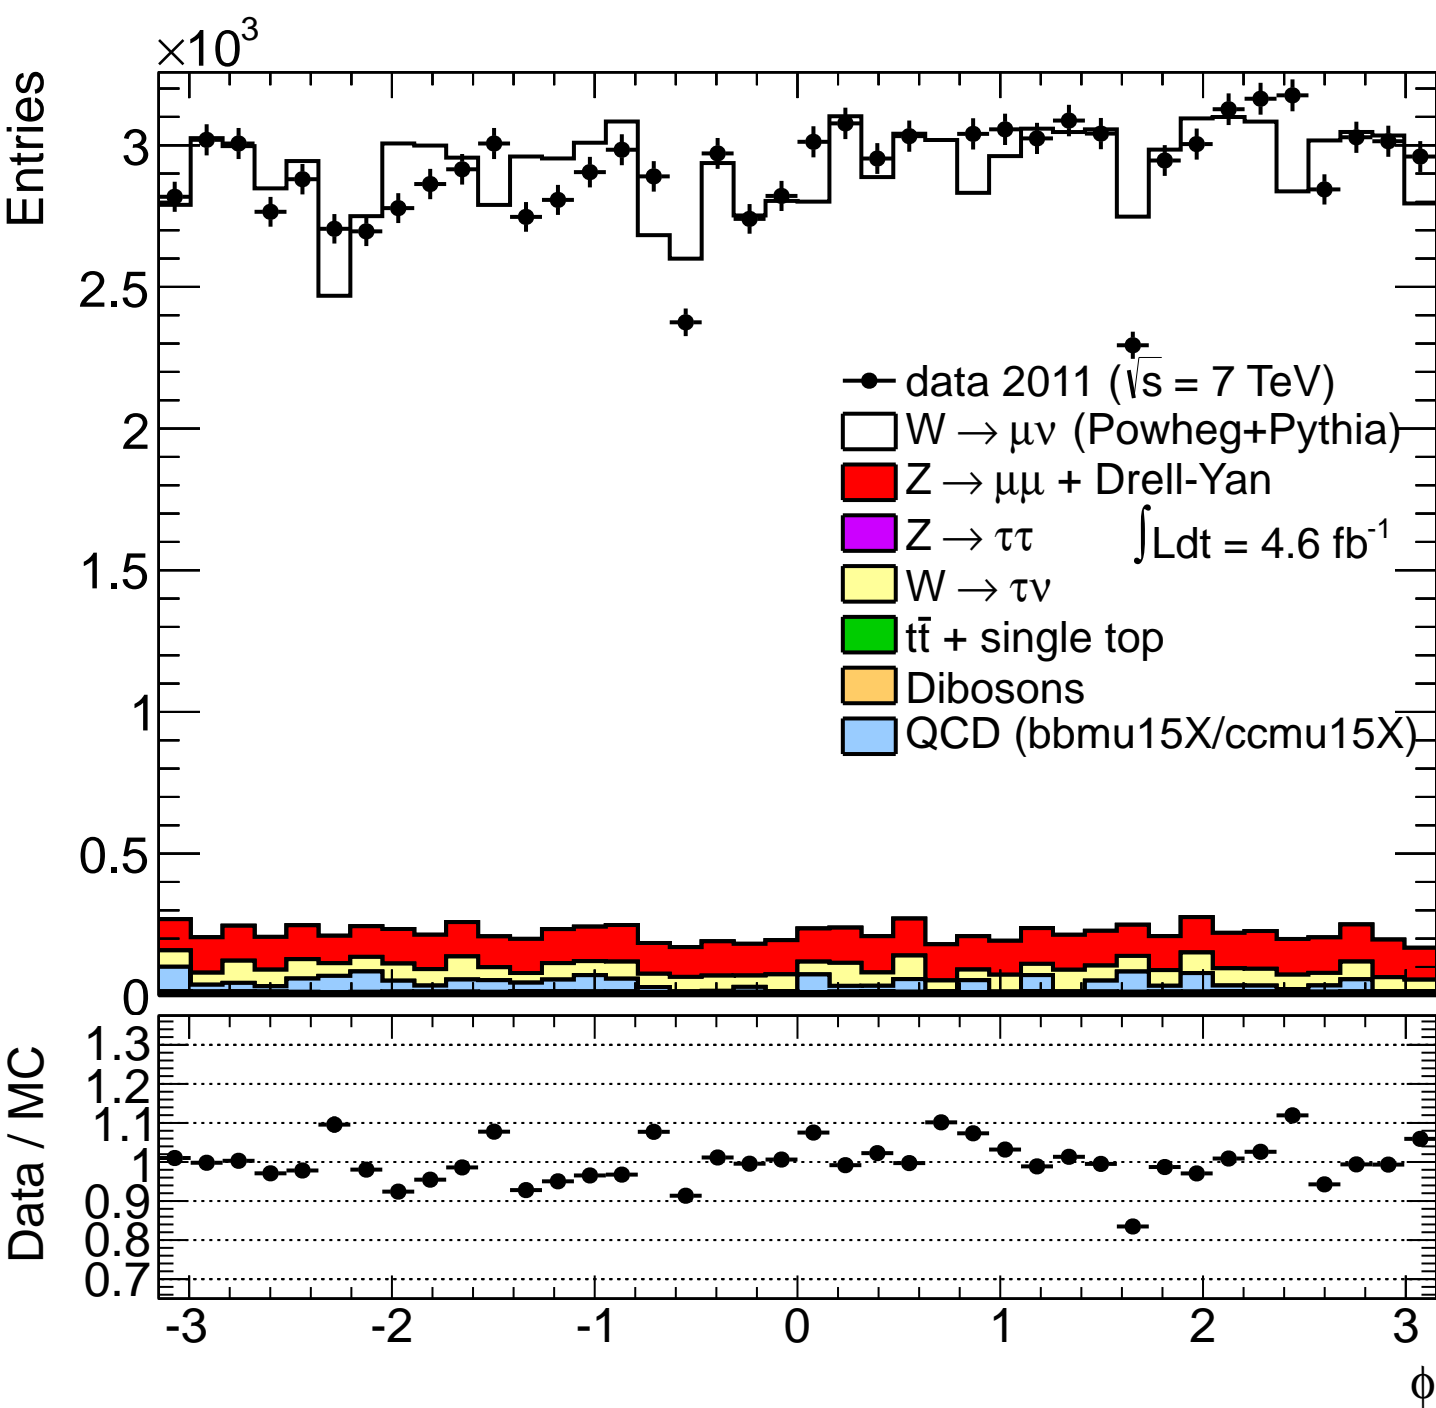 ×10³
Entries
3
2.5
2
1.5
1
0.5
0
data 2011 (√s = 7 TeV)
W → μν (Powheg+Pythia)
Z → μμ + Drell-Yan
Z → ττ
∫Ldt = 4.6 fb⁻¹
W → τν
tt̄ + single top
Dibosons
QCD (bbmu15X/ccmu15X)
Data / MC
1.3
1.2
1.1
1
0.9
0.8
0.7
-3 -2 -1 0 1 2 3
ϕ